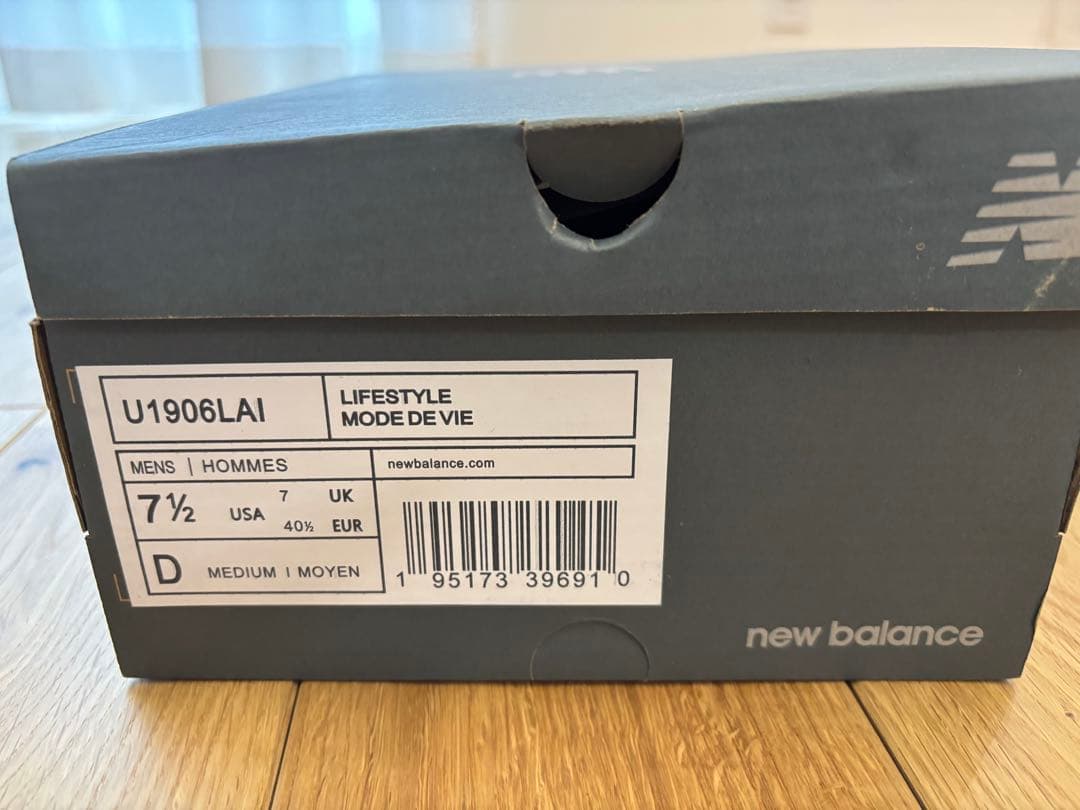 U1906LAI
LIFESTYLE
MODE DE VIE
MENS | HOMMES
newbalance.com
7½ USA 7 UK
40½ EUR
D MEDIUM | MOYEN
1 95173 39691 0
new balance